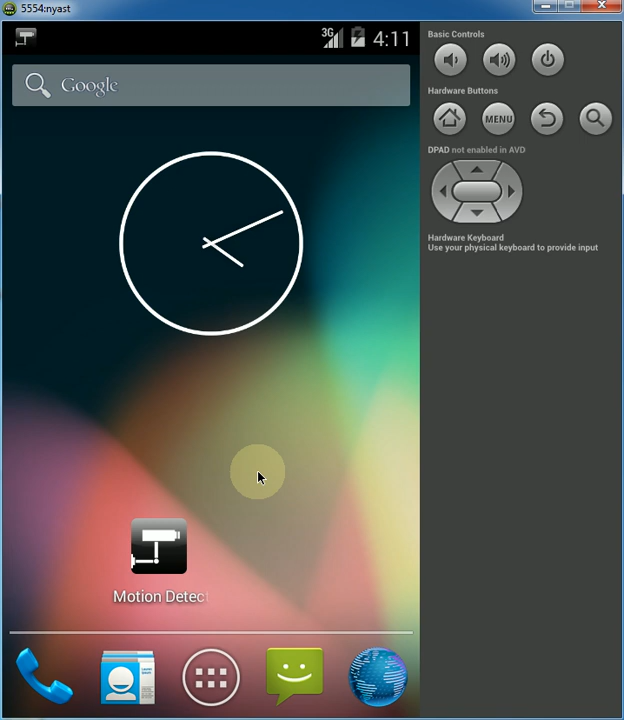 5554:nyast
3G
4:11
Google
Motion Detec
Basic Controls
Hardware Buttons
MENU
DPAD not enabled in AVD
Hardware Keyboard
Use your physical keyboard to provide input